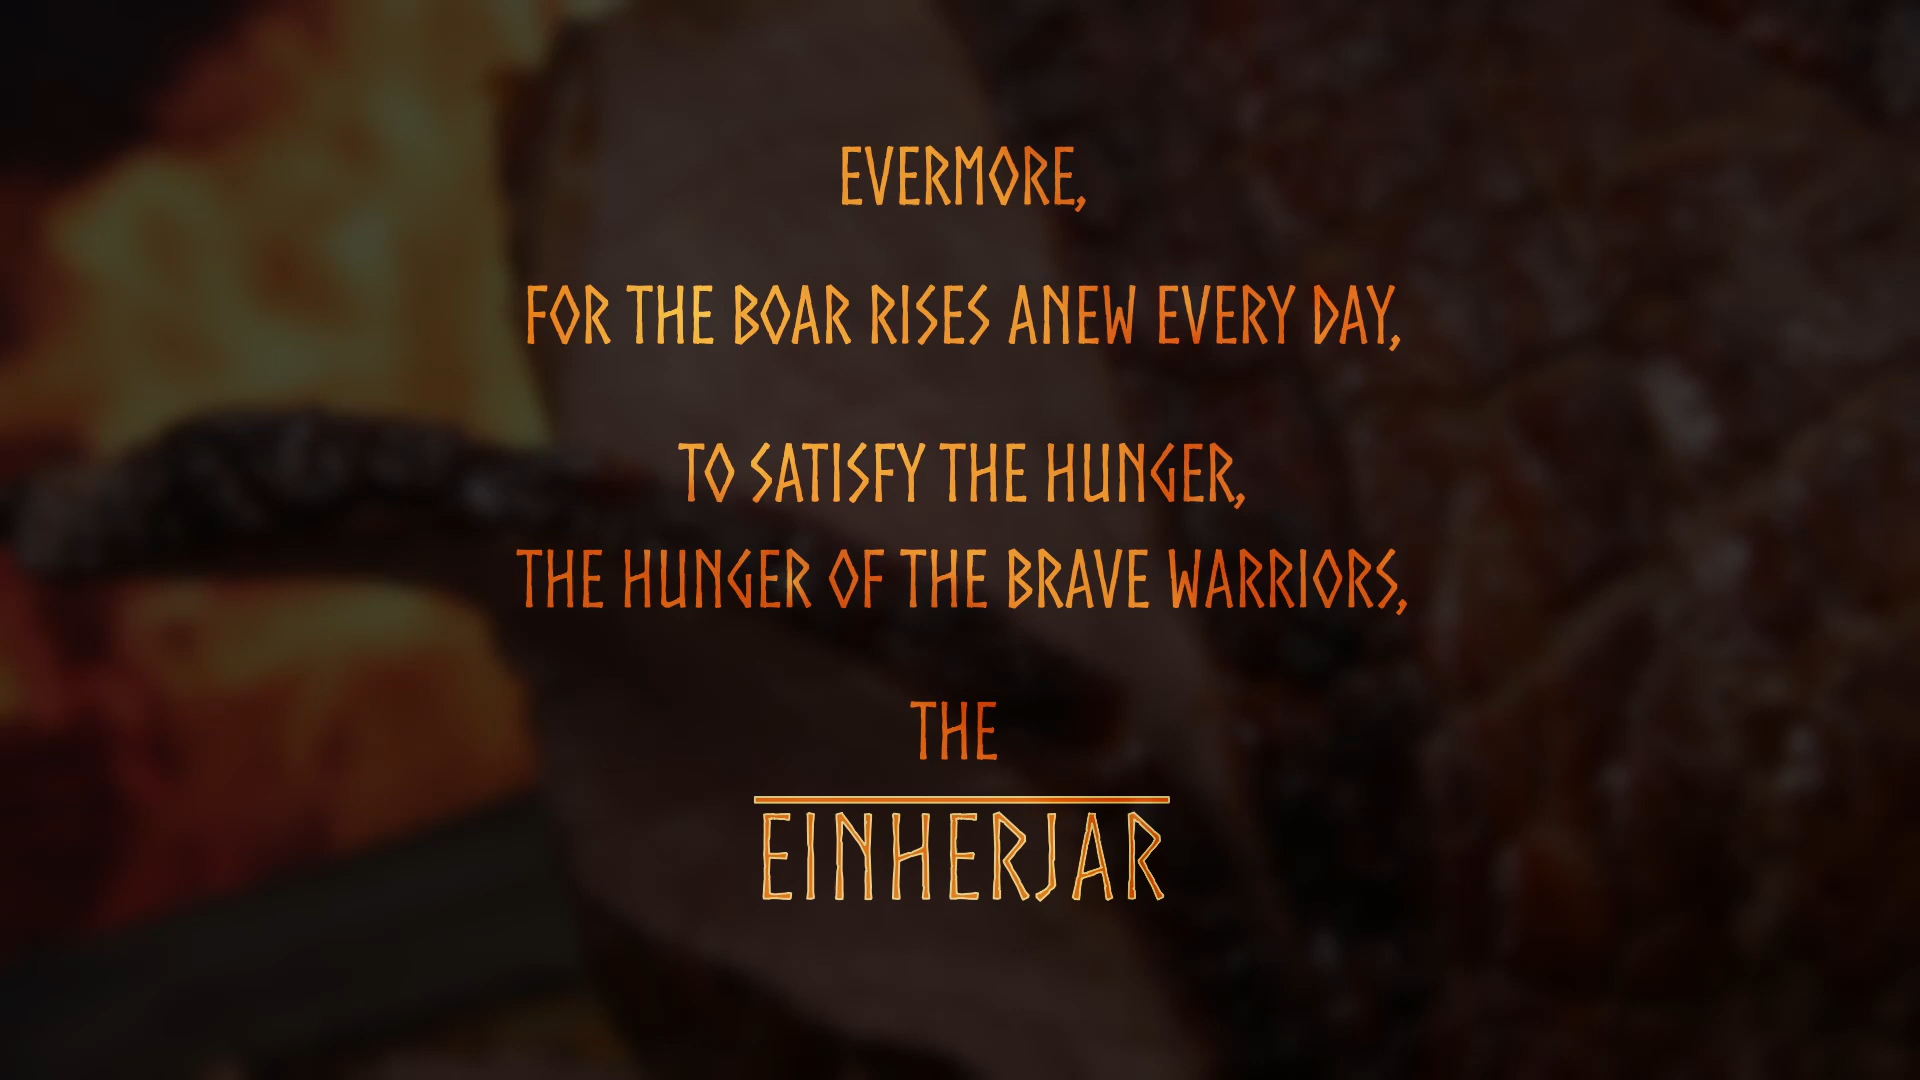 EVERMORE,
FOR THE BOAR RISES ANEW EVERY DAY,
TO SATISFY THE HUNGER,
THE HUNGER OF THE BRAVE WARRIORS,
THE
EINHERJAR